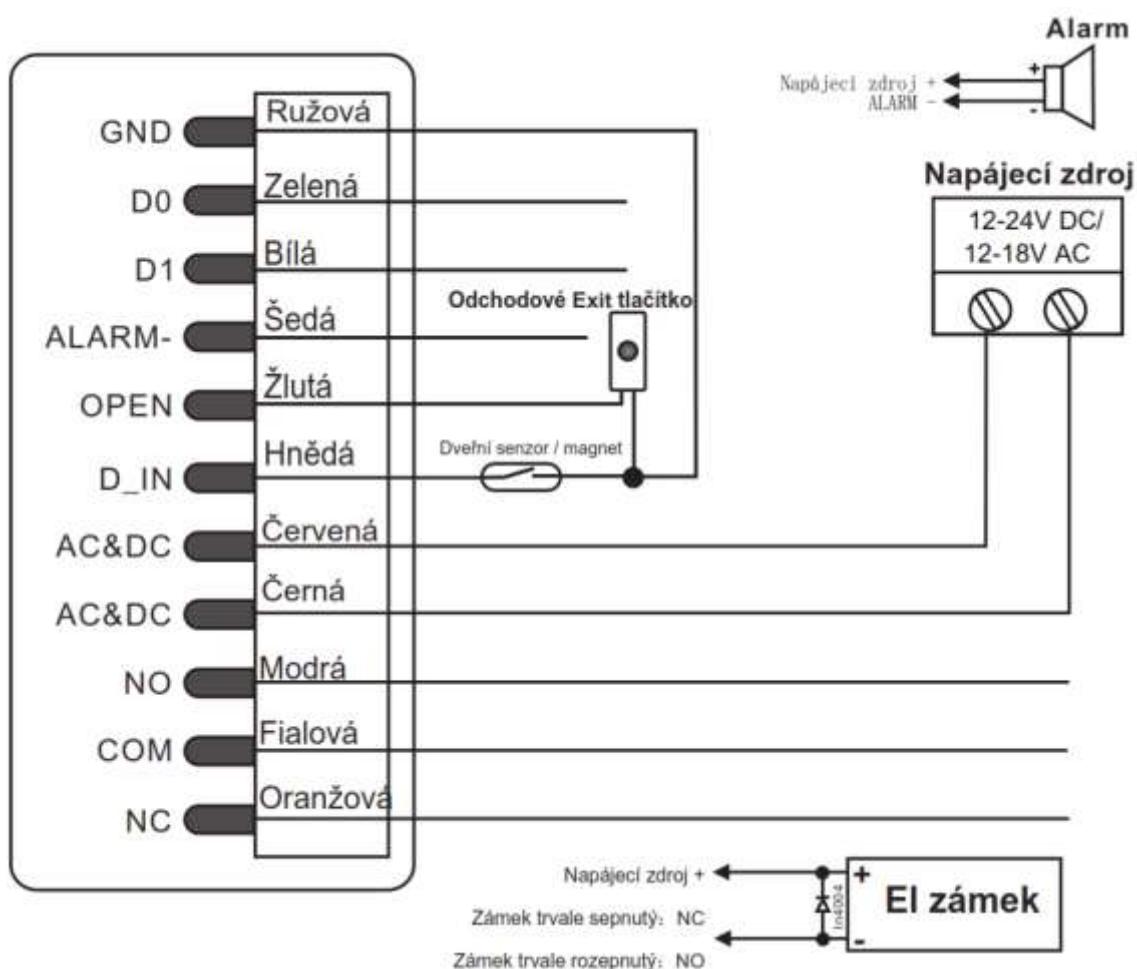 Alarm
+
Napájecí zdroj +
ALARM -
-
GND
Ružová
D0
Zelená
D1
Bílá
ALARM-
Šedá
OPEN
Žlutá
D_IN
Hnědá
AC&DC
Červená
AC&DC
Černá
NO
Modrá
COM
Fialová
NC
Oranžová
Odchodové Exit tlačítko
Dveřní senzor / magnet
Napájecí zdroj
12-24V DC/
12-18V AC
Napájecí zdroj +
Zámek trvale sepnutý: NC
Zámek trvale rozepnutý: NO
In4004
+
-
El zámek